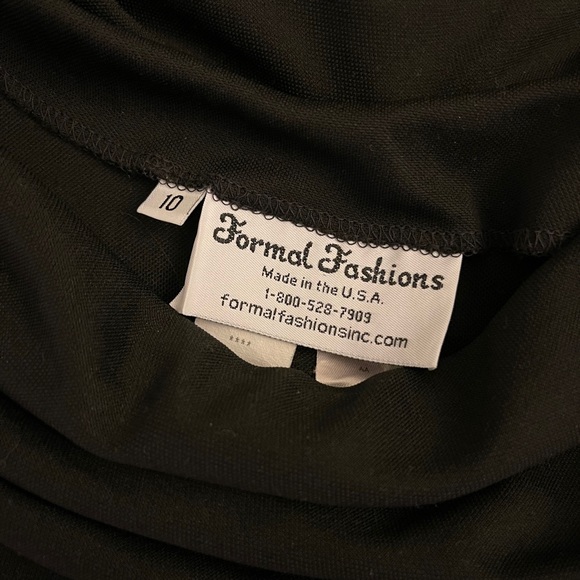 10
Formal Fashions
Made in the U.S.A.
1-800-528-7909
formalfashionsinc.com